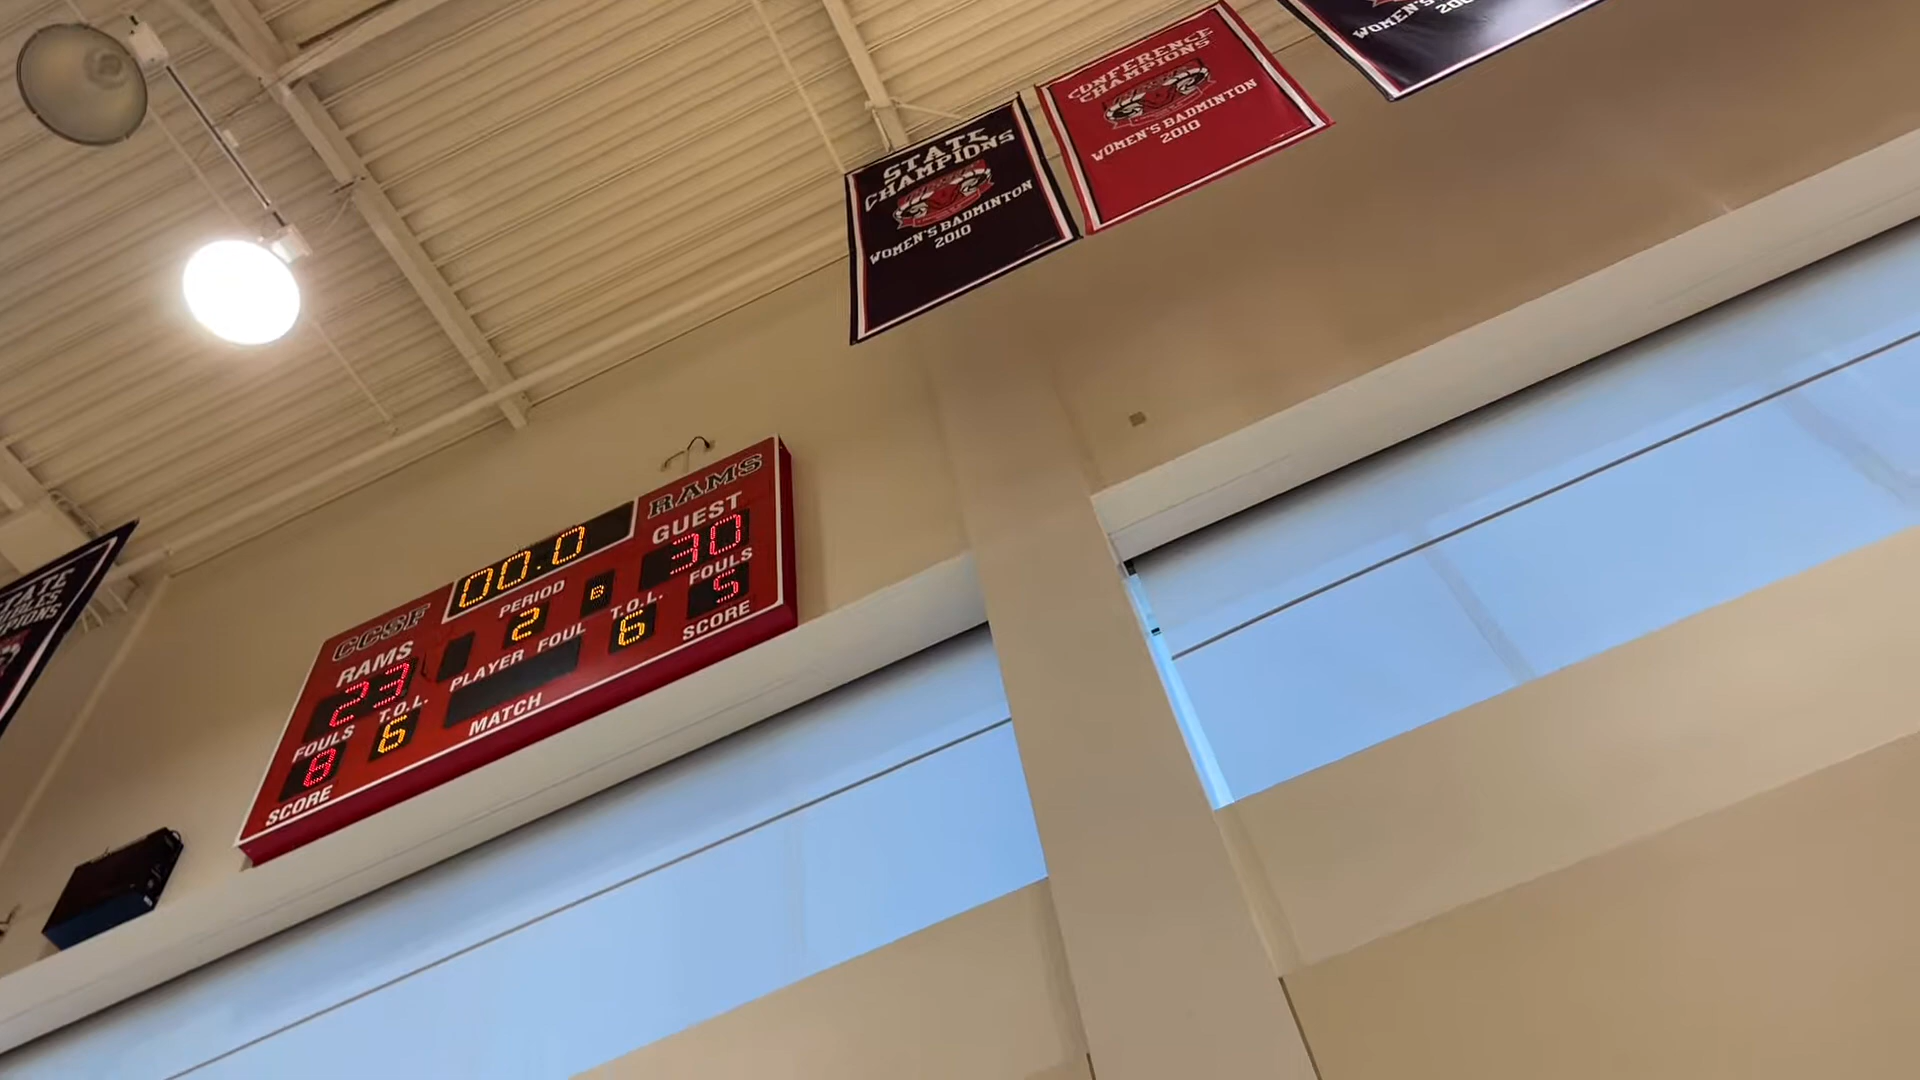 STATE
CHAMPIONS
WOMEN'S BADMINTON
2010
CONFERENCE
CHAMPIONS
WOMEN'S BADMINTON
2010
WOMEN'S
CCSF
RAMS
00.0
RAMS
GUEST
23
30
PERIOD
2
B
T.O.L.
6
T.O.L.
6
FOULS
8
FOULS
5
PLAYER FOUL
SCORE
MATCH
SCORE
STATE